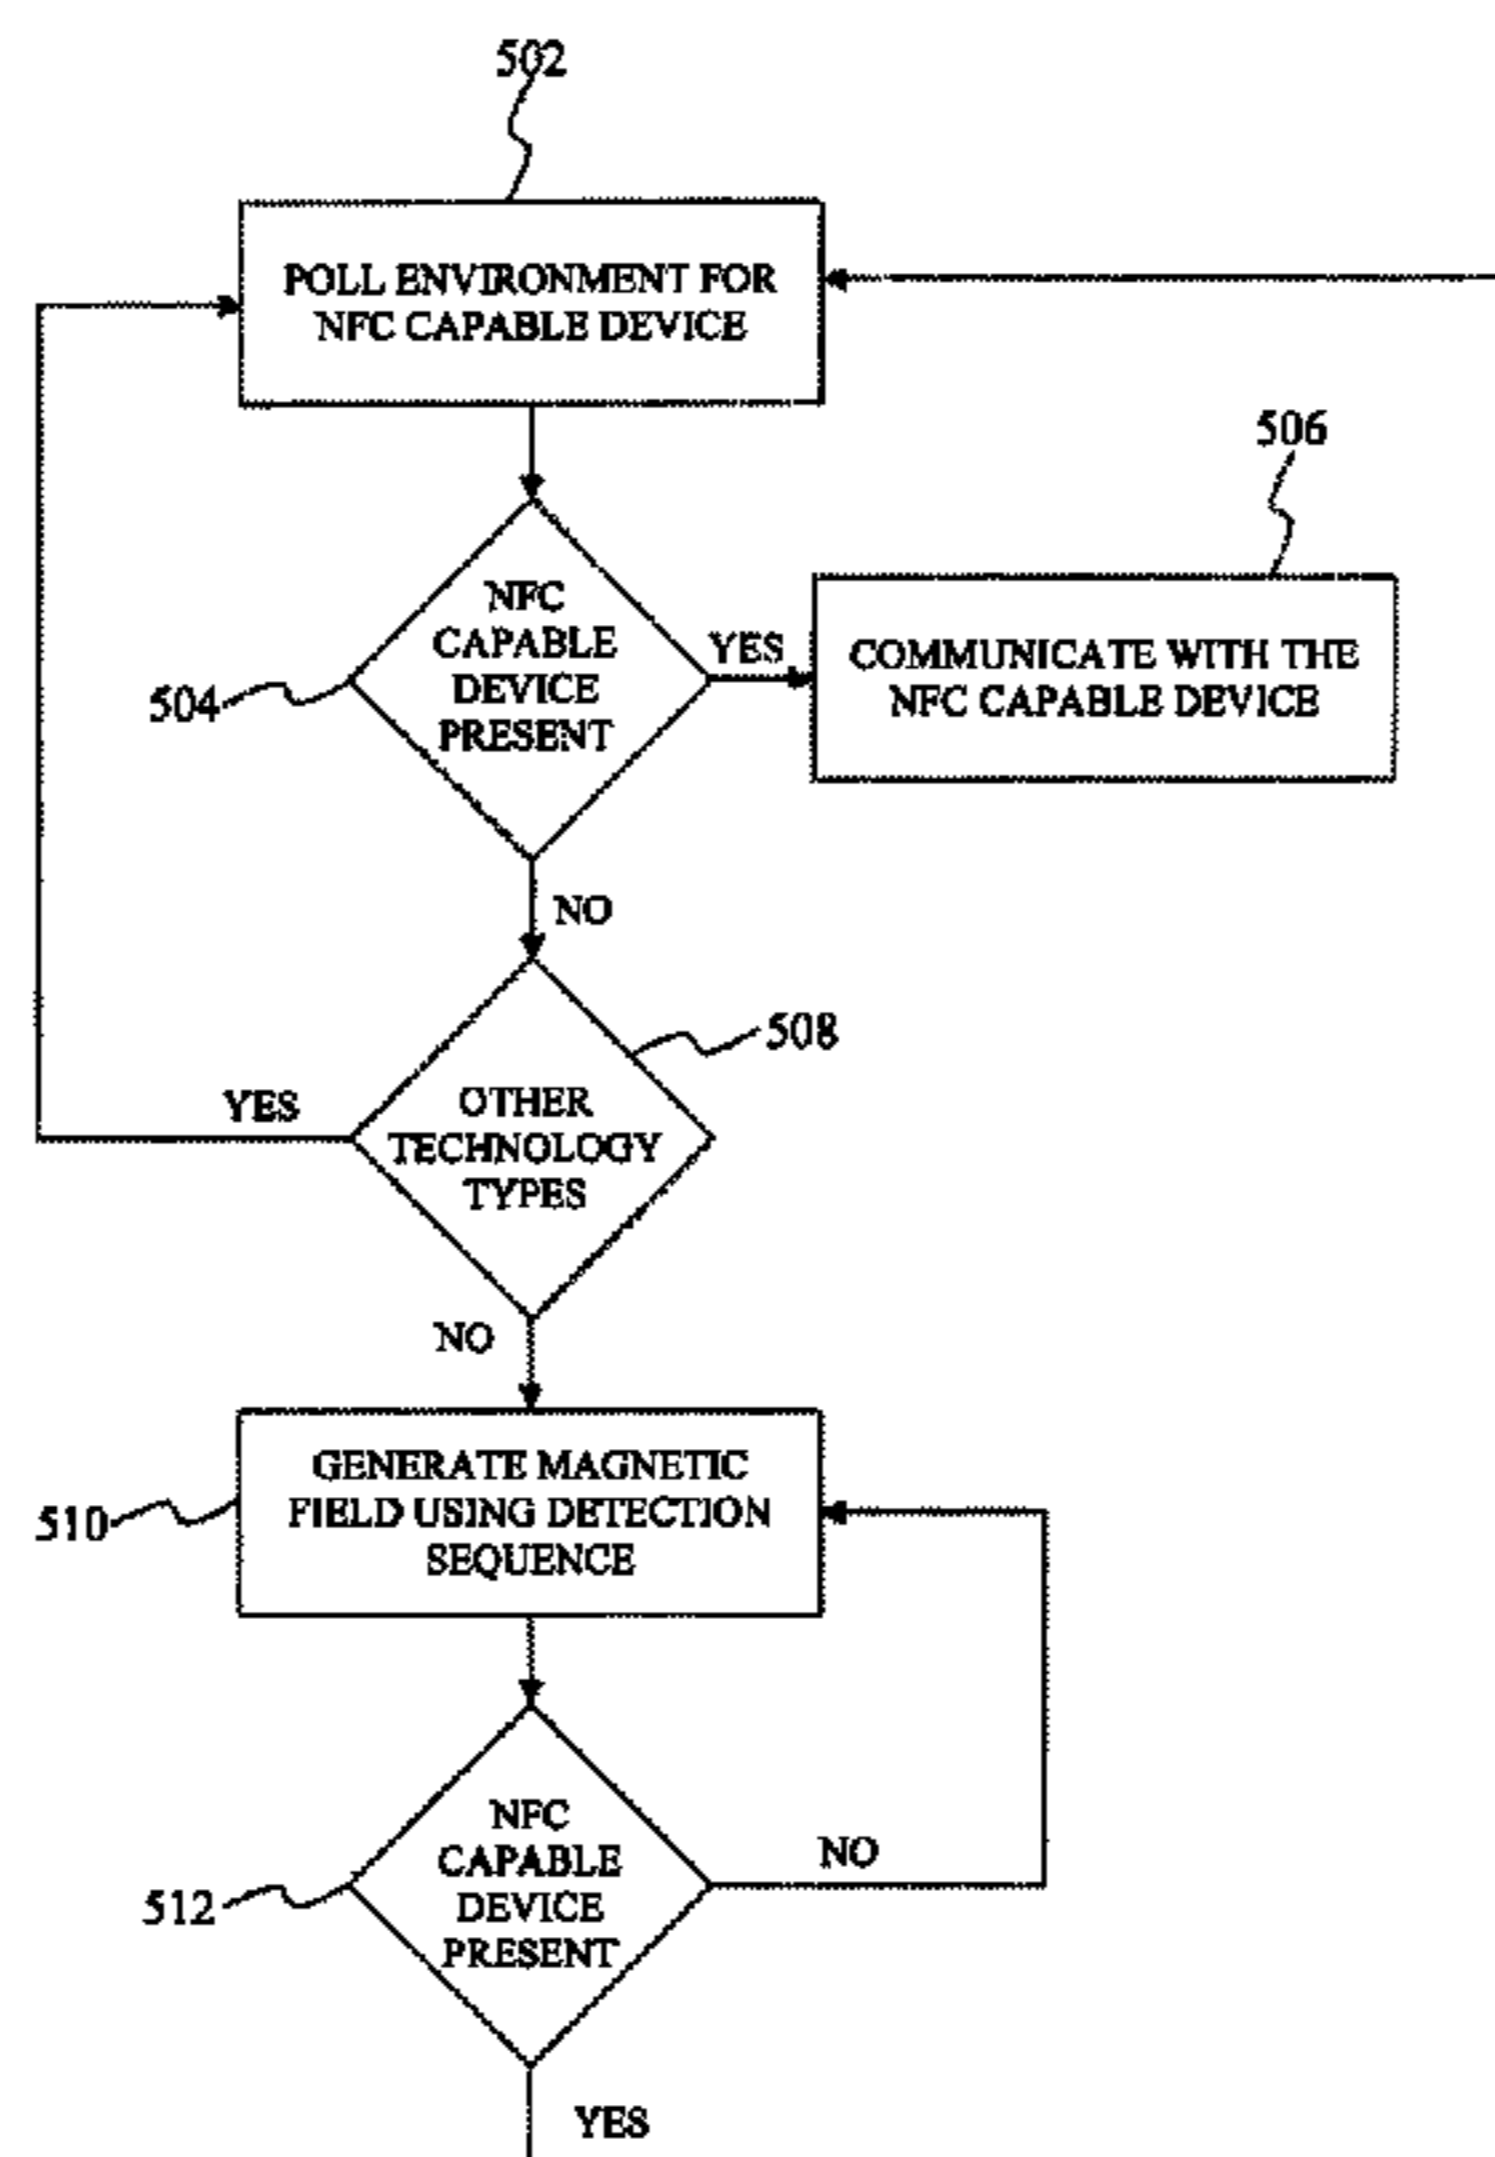 502
POLL ENVIRONMENT FOR
NFC CAPABLE DEVICE
506
NFC
CAPABLE
DEVICE
PRESENT
504
YES
COMMUNICATE WITH THE
NFC CAPABLE DEVICE
NO
508
YES
OTHER
TECHNOLOGY
TYPES
NO
510
GENERATE MAGNETIC
FIELD USING DETECTION
SEQUENCE
NFC
CAPABLE
DEVICE
PRESENT
512
NO
YES